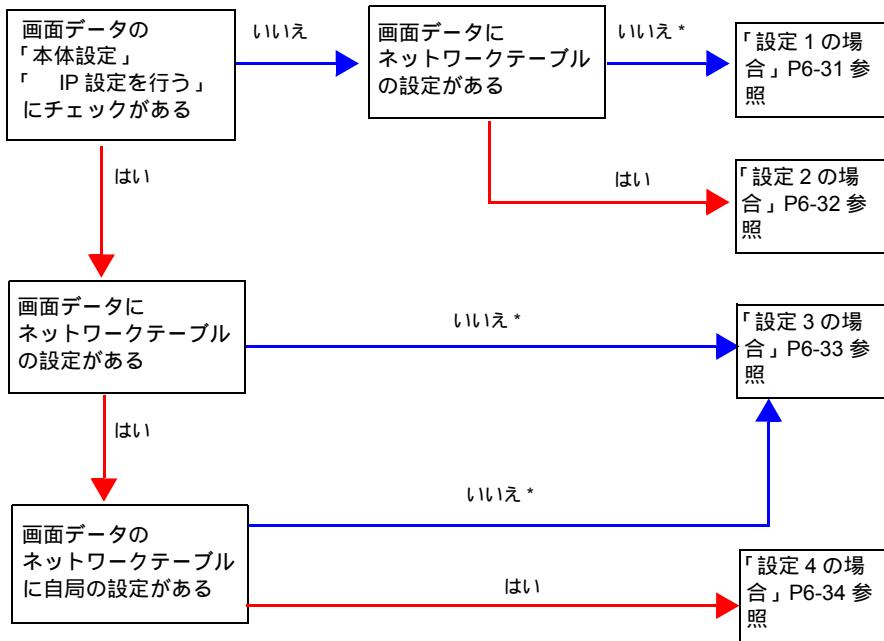 画面データの
「本体設定」
「　IP 設定を行う」
にチェックがある
いいえ
画面データに
ネットワークテーブル
の設定がある
いいえ *
「設定 1 の場
合」P6-31 参
照
はい
はい
「設定 2 の場
合」P6-32 参
照
画面データに
ネットワークテーブル
の設定がある
いいえ *
「設定 3 の場
合」P6-33 参
照
はい
いいえ *
画面データの
ネットワークテーブル
に自局の設定がある
はい
「設定 4 の場
合」P6-34 参
照